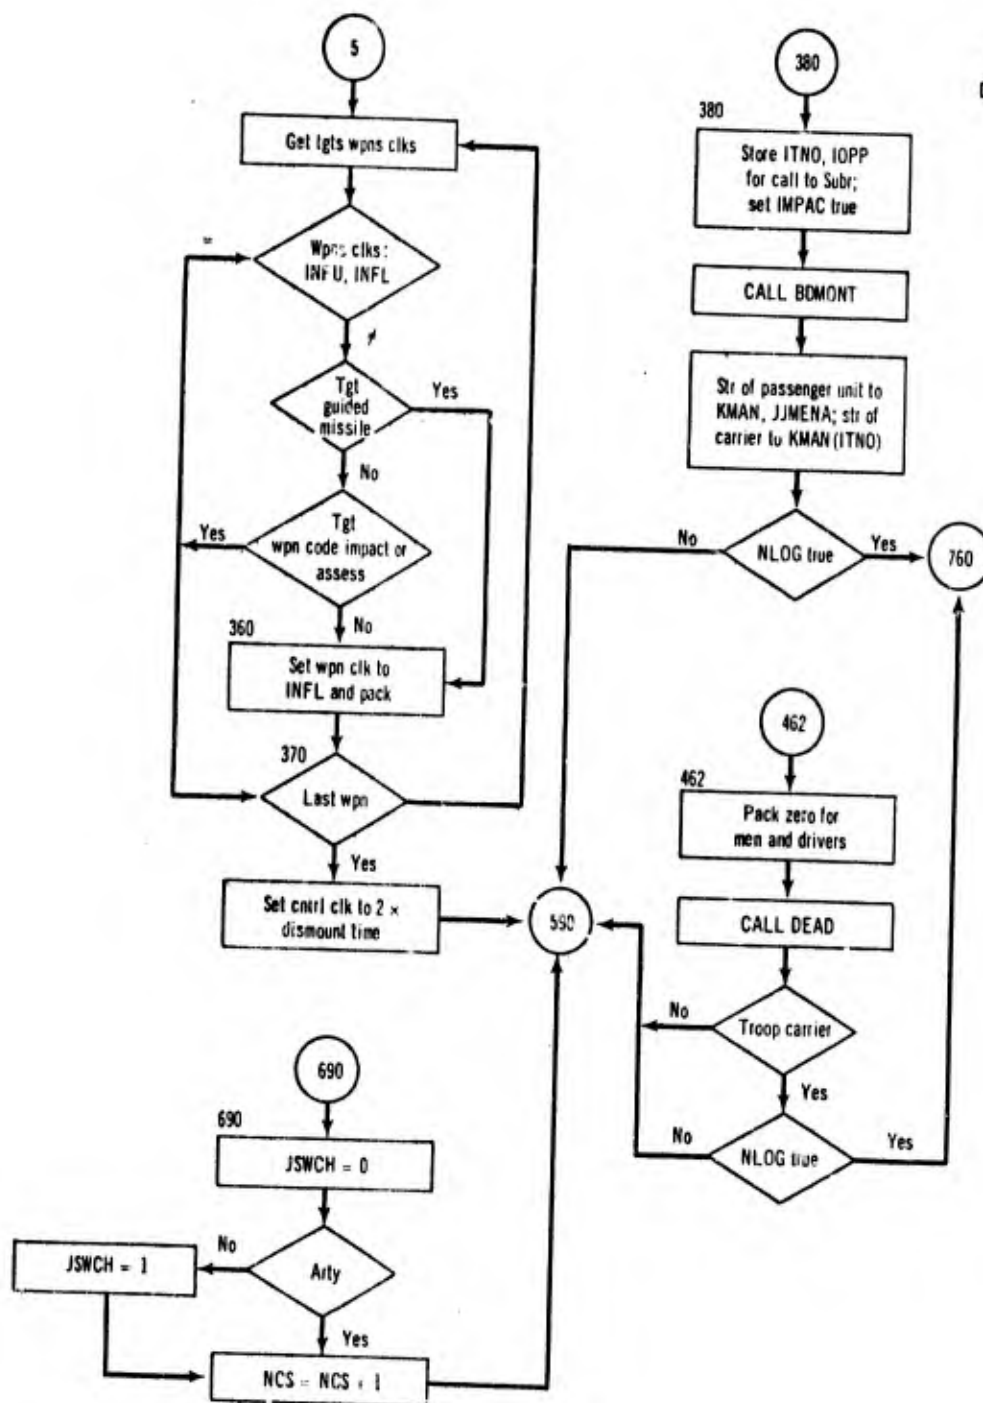 5
Get tgts wpns clks
=
Wpns clks:
INFU, INFL
≠
Tgt
guided
missile
Yes
No
Tgt
wpn code impact or
assess
Yes
No
360
Set wpn clk to
INFL and pack
370
Last wpn
Yes
Set cntrl clk to 2 ×
dismount time
590
690
690
JSWCH = 0
Arty
No
JSWCH = 1
Yes
NCS = NCS + 1
380
380
Store ITNO, IOPP
for call to Subr;
set IMPAC true
CALL BDMONT
Str of passenger unit to
KMAN, JJMENA; str of
carrier to KMAN(ITNO)
NLOG true
No
Yes
760
462
462
Pack zero for
men and drivers
CALL DEAD
Troop carrier
No
Yes
NLOG true
No
Yes